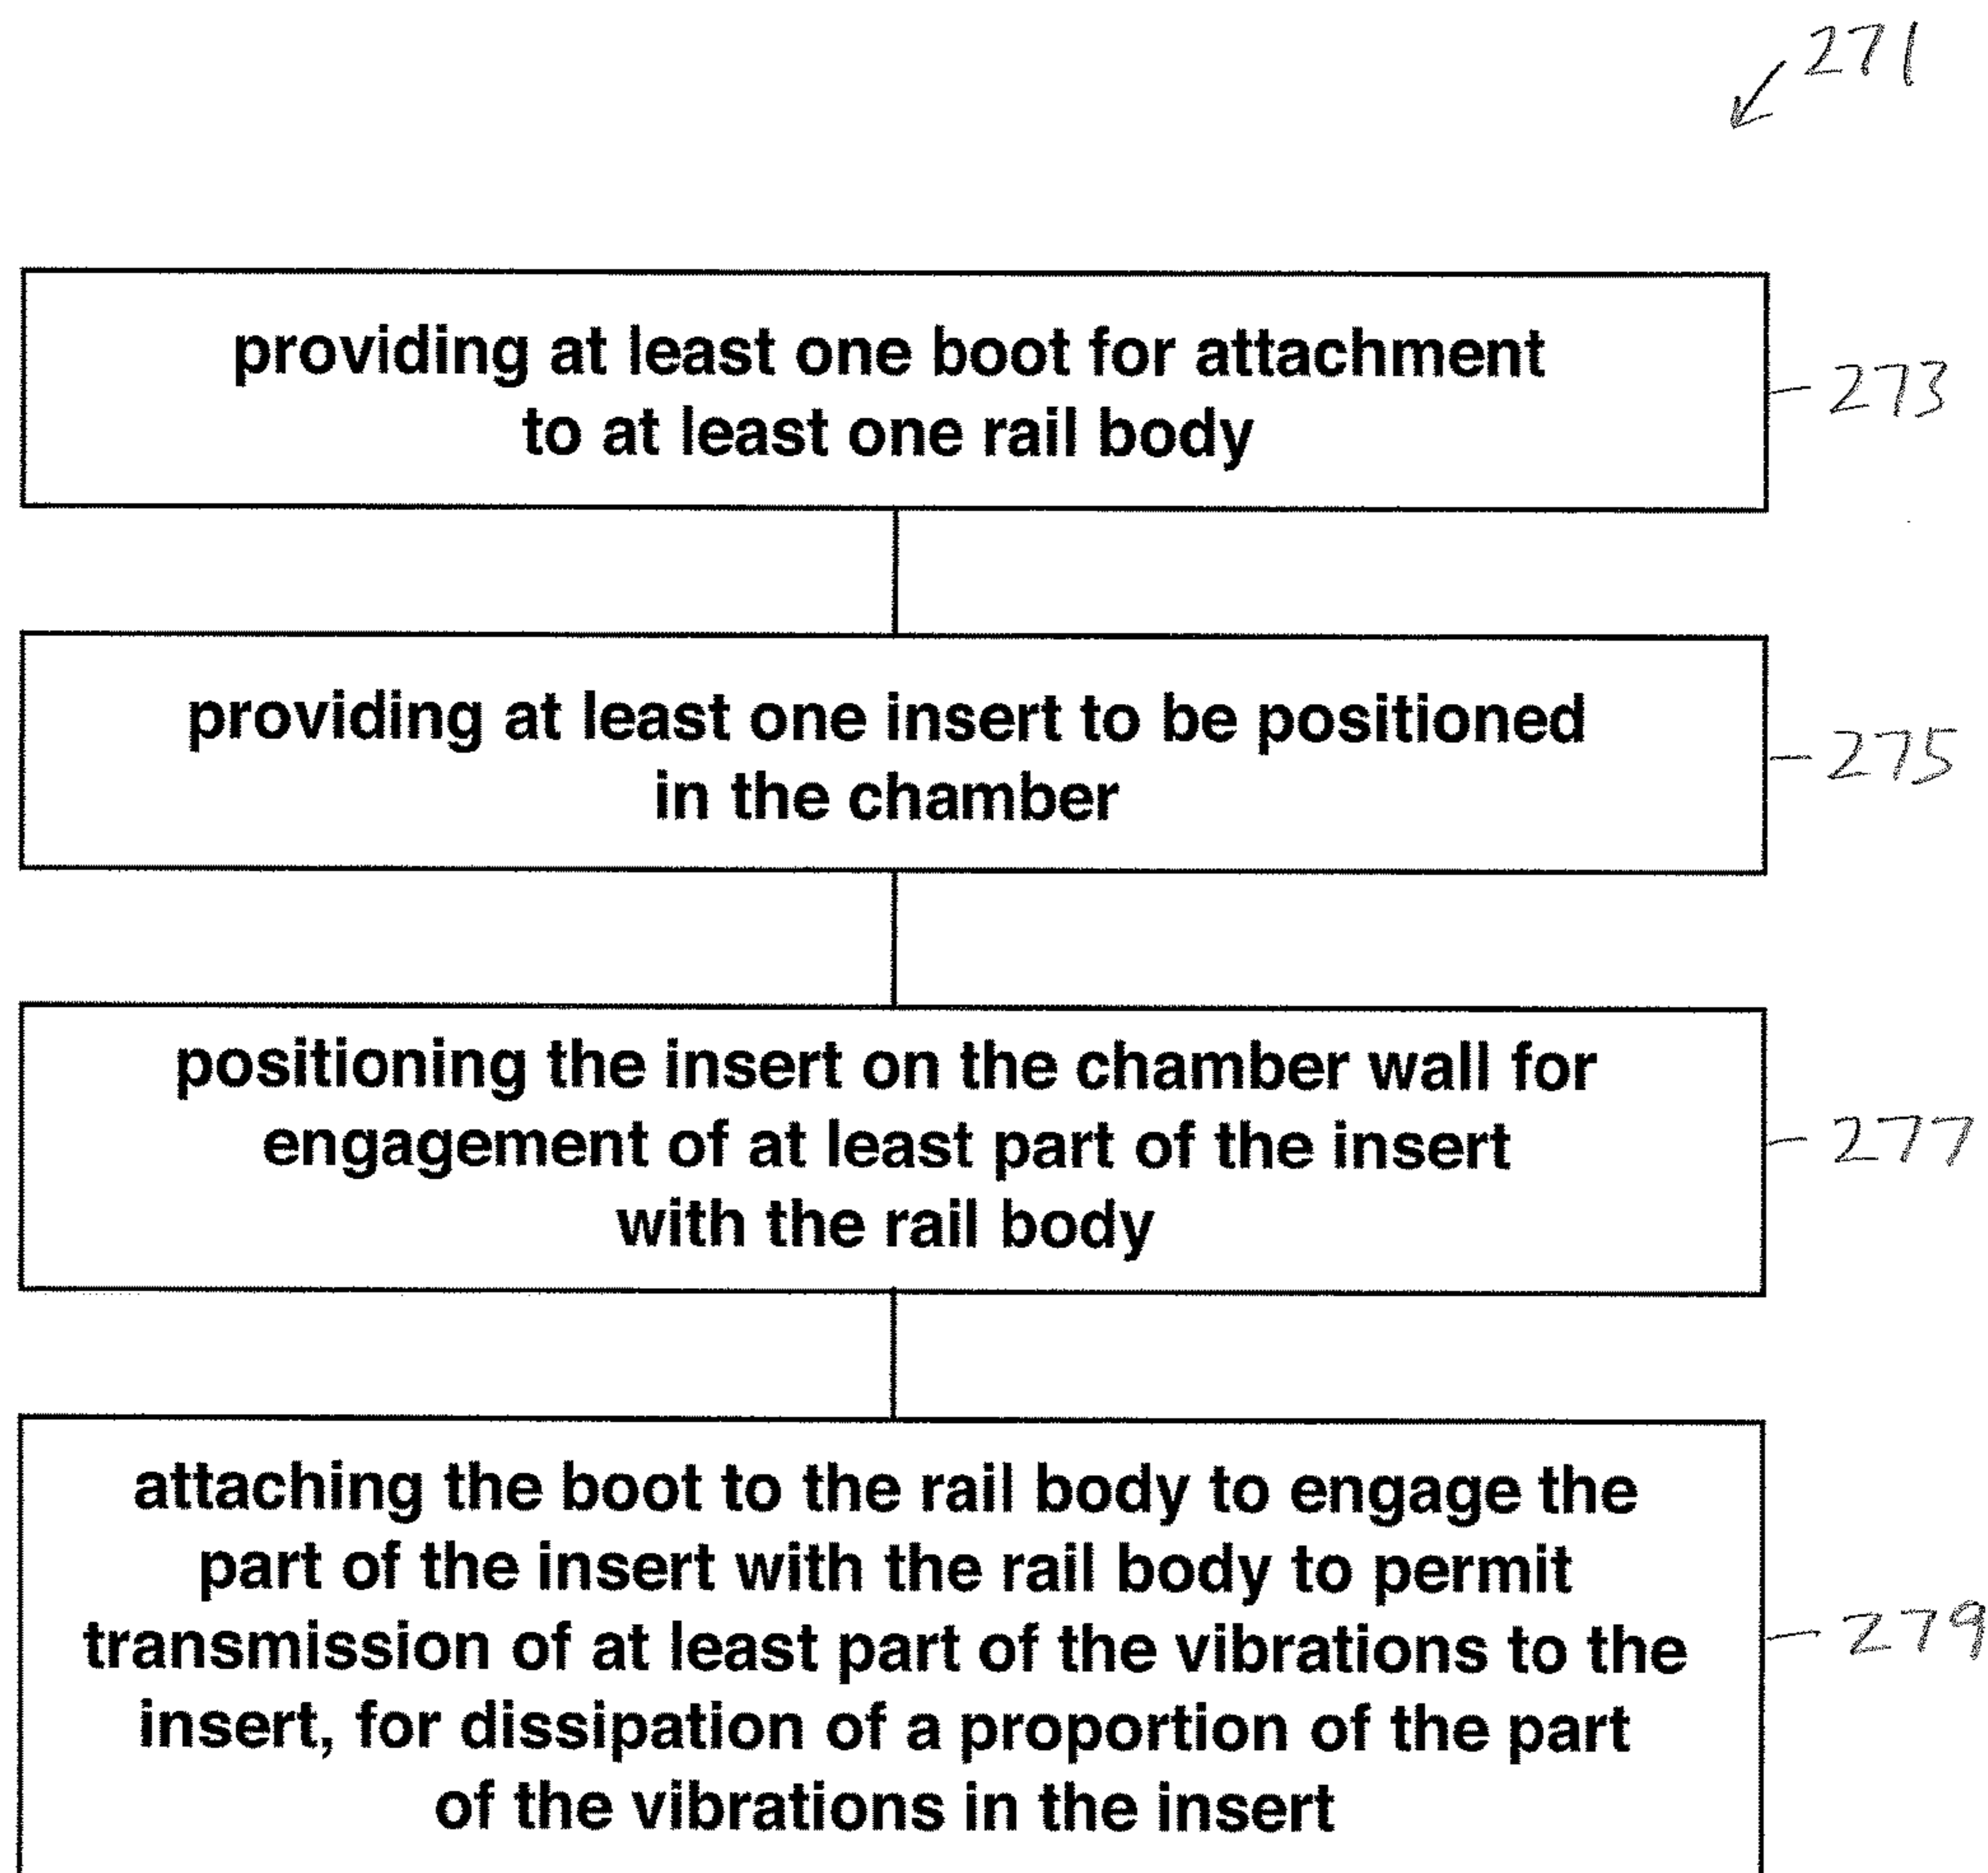 271
providing at least one boot for attachment
to at least one rail body
273
providing at least one insert to be positioned
in the chamber
275
positioning the insert on the chamber wall for
engagement of at least part of the insert
with the rail body
277
attaching the boot to the rail body to engage the
part of the insert with the rail body to permit
transmission of at least part of the vibrations to the
insert, for dissipation of a proportion of the part
of the vibrations in the insert
279